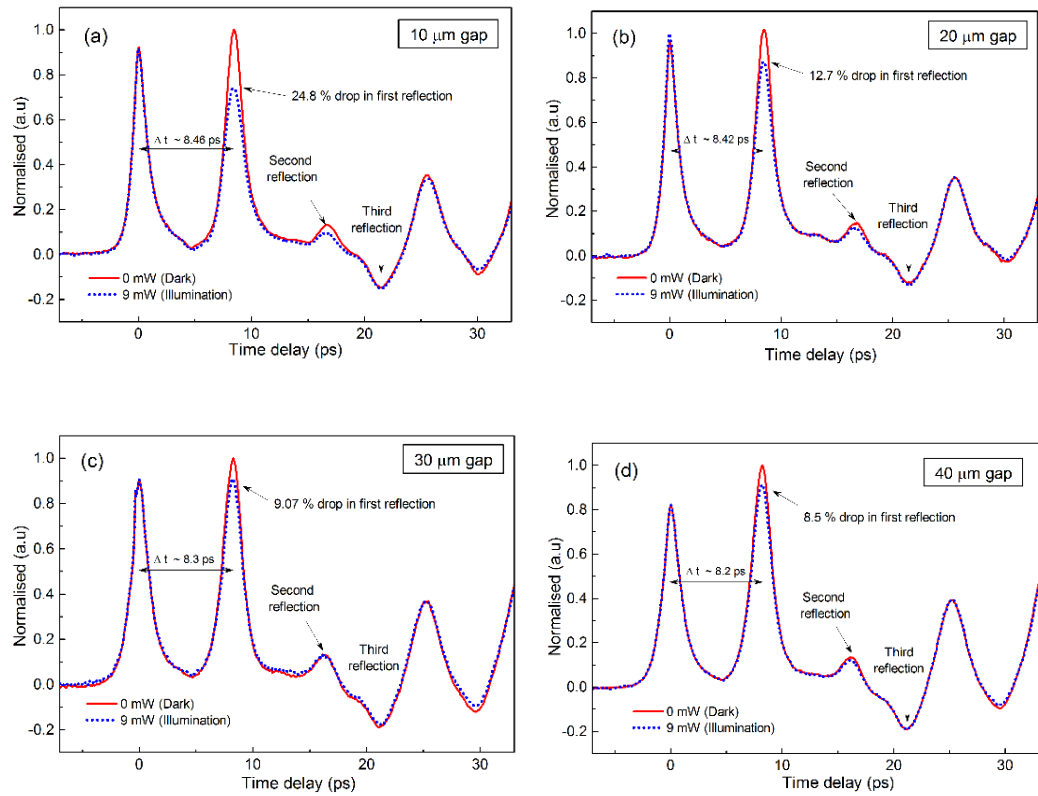 (a)
10 μm gap
24.8 % drop in first reflection
Δ t ~ 8.46 ps
Second
reflection
Third
reflection
0 mW (Dark)
9 mW (Illumination)
Normalised (a.u)
1.0
0.8
0.6
0.4
0.2
0.0
-0.2
0
10
20
30
Time delay (ps)
(b)
20 μm gap
12.7 % drop in first reflection
Δ t ~ 8.42 ps
Second
reflection
Third
reflection
0 mW (Dark)
9 mW (Illumination)
Normalised (a.u)
1.0
0.8
0.6
0.4
0.2
0.0
-0.2
0
10
20
30
Time delay (ps)
(c)
30 μm gap
9.07 % drop in first reflection
Δ t ~ 8.3 ps
Second
reflection
Third
reflection
0 mW (Dark)
9 mW (Illumination)
Normalised (a.u)
1.0
0.8
0.6
0.4
0.2
0.0
-0.2
0
10
20
30
Time delay (ps)
(d)
40 μm gap
8.5 % drop in first reflection
Δ t ~ 8.2 ps
Second
reflection
Third
reflection
0 mW (Dark)
9 mW (Illumination)
Normalised (a.u)
1.0
0.8
0.6
0.4
0.2
0.0
-0.2
0
10
20
30
Time delay (ps)